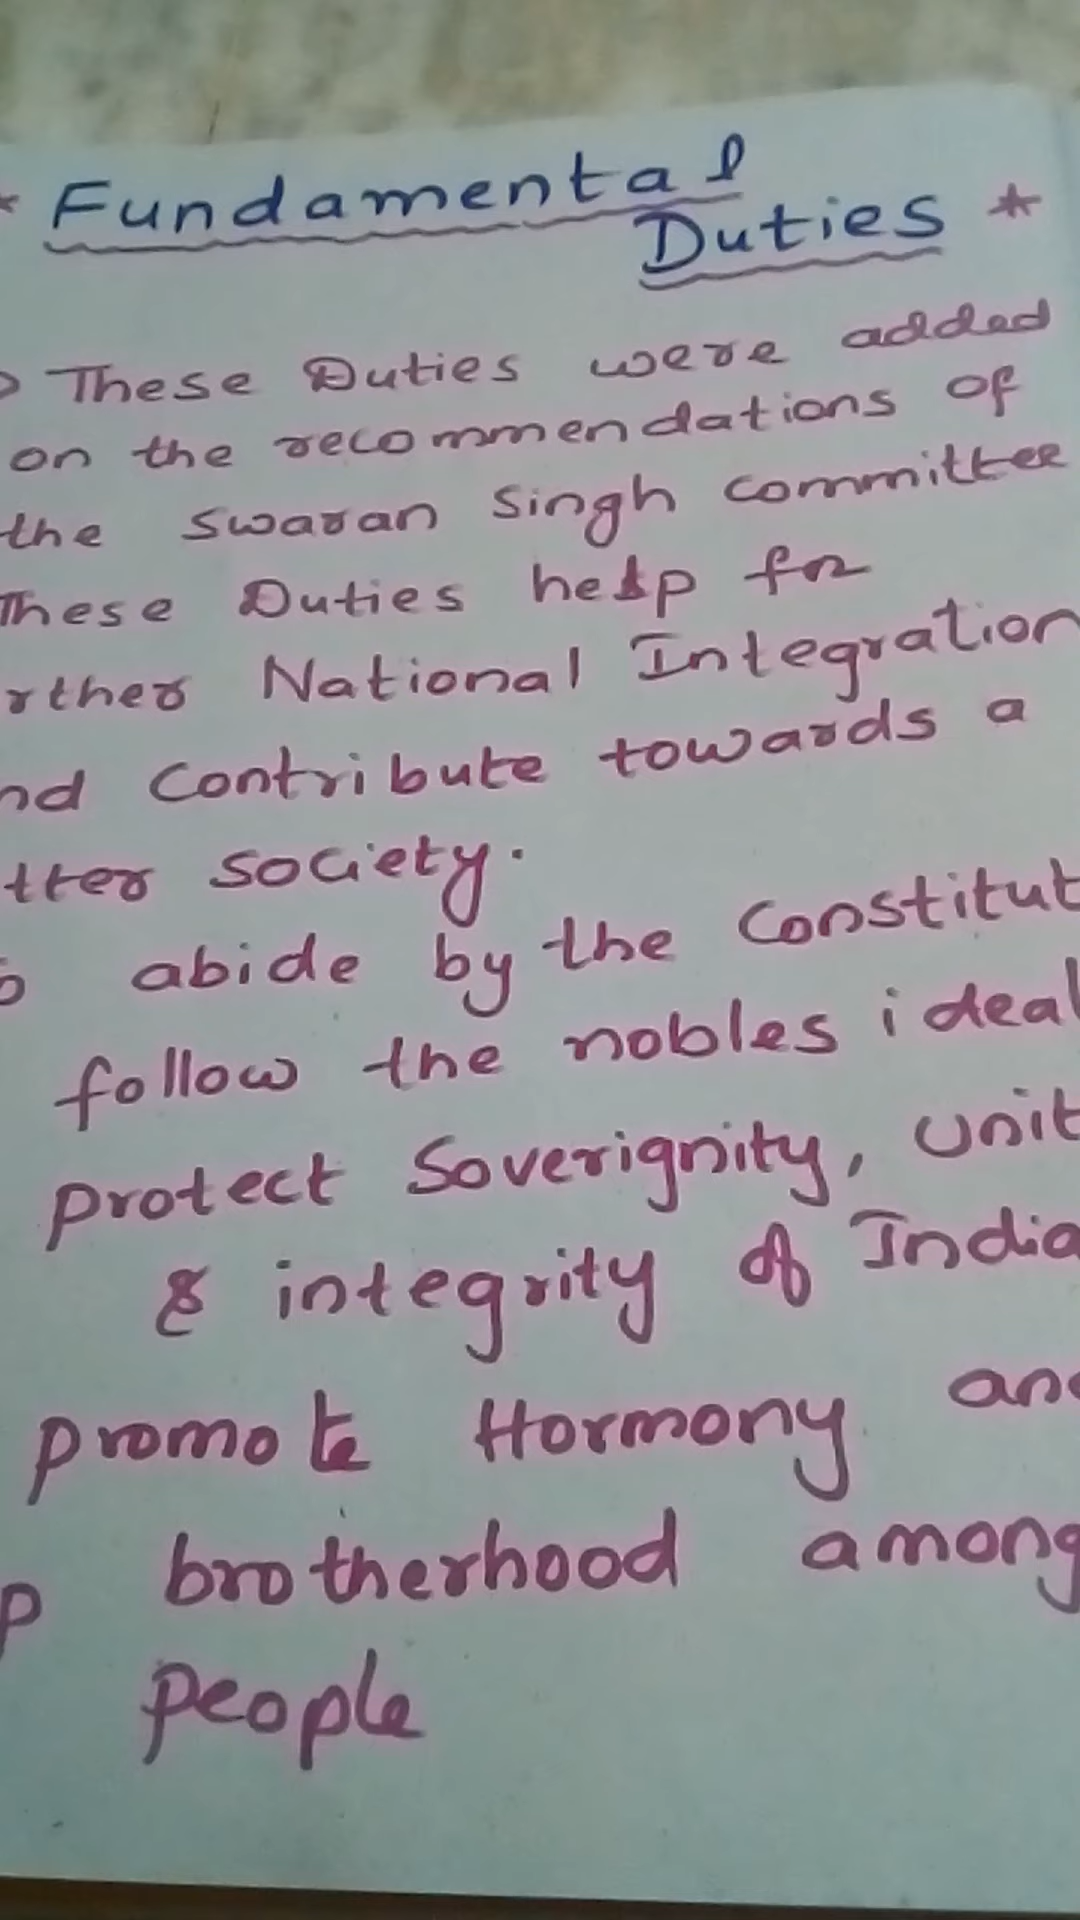 * Fundamental
Duties *
These Duties were added
on the recommendations of
the Swaran Singh committee
These Duties help for
rther National Integration
nd Contribute towards a
tter society.
abide by the Constitut
follow the nobles ideal
protect Soverignity, Unit
& integrity of India
promote Hormony an
brotherhood among
people